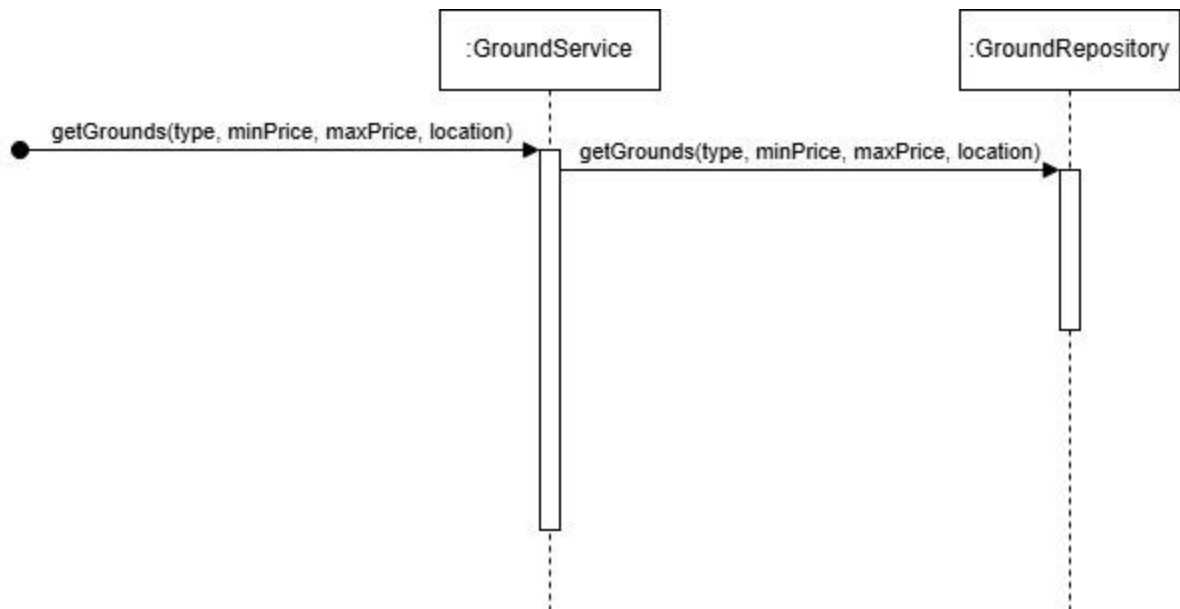 :GroundService
:GroundRepository
getGrounds(type, minPrice, maxPrice, location)
getGrounds(type, minPrice, maxPrice, location)